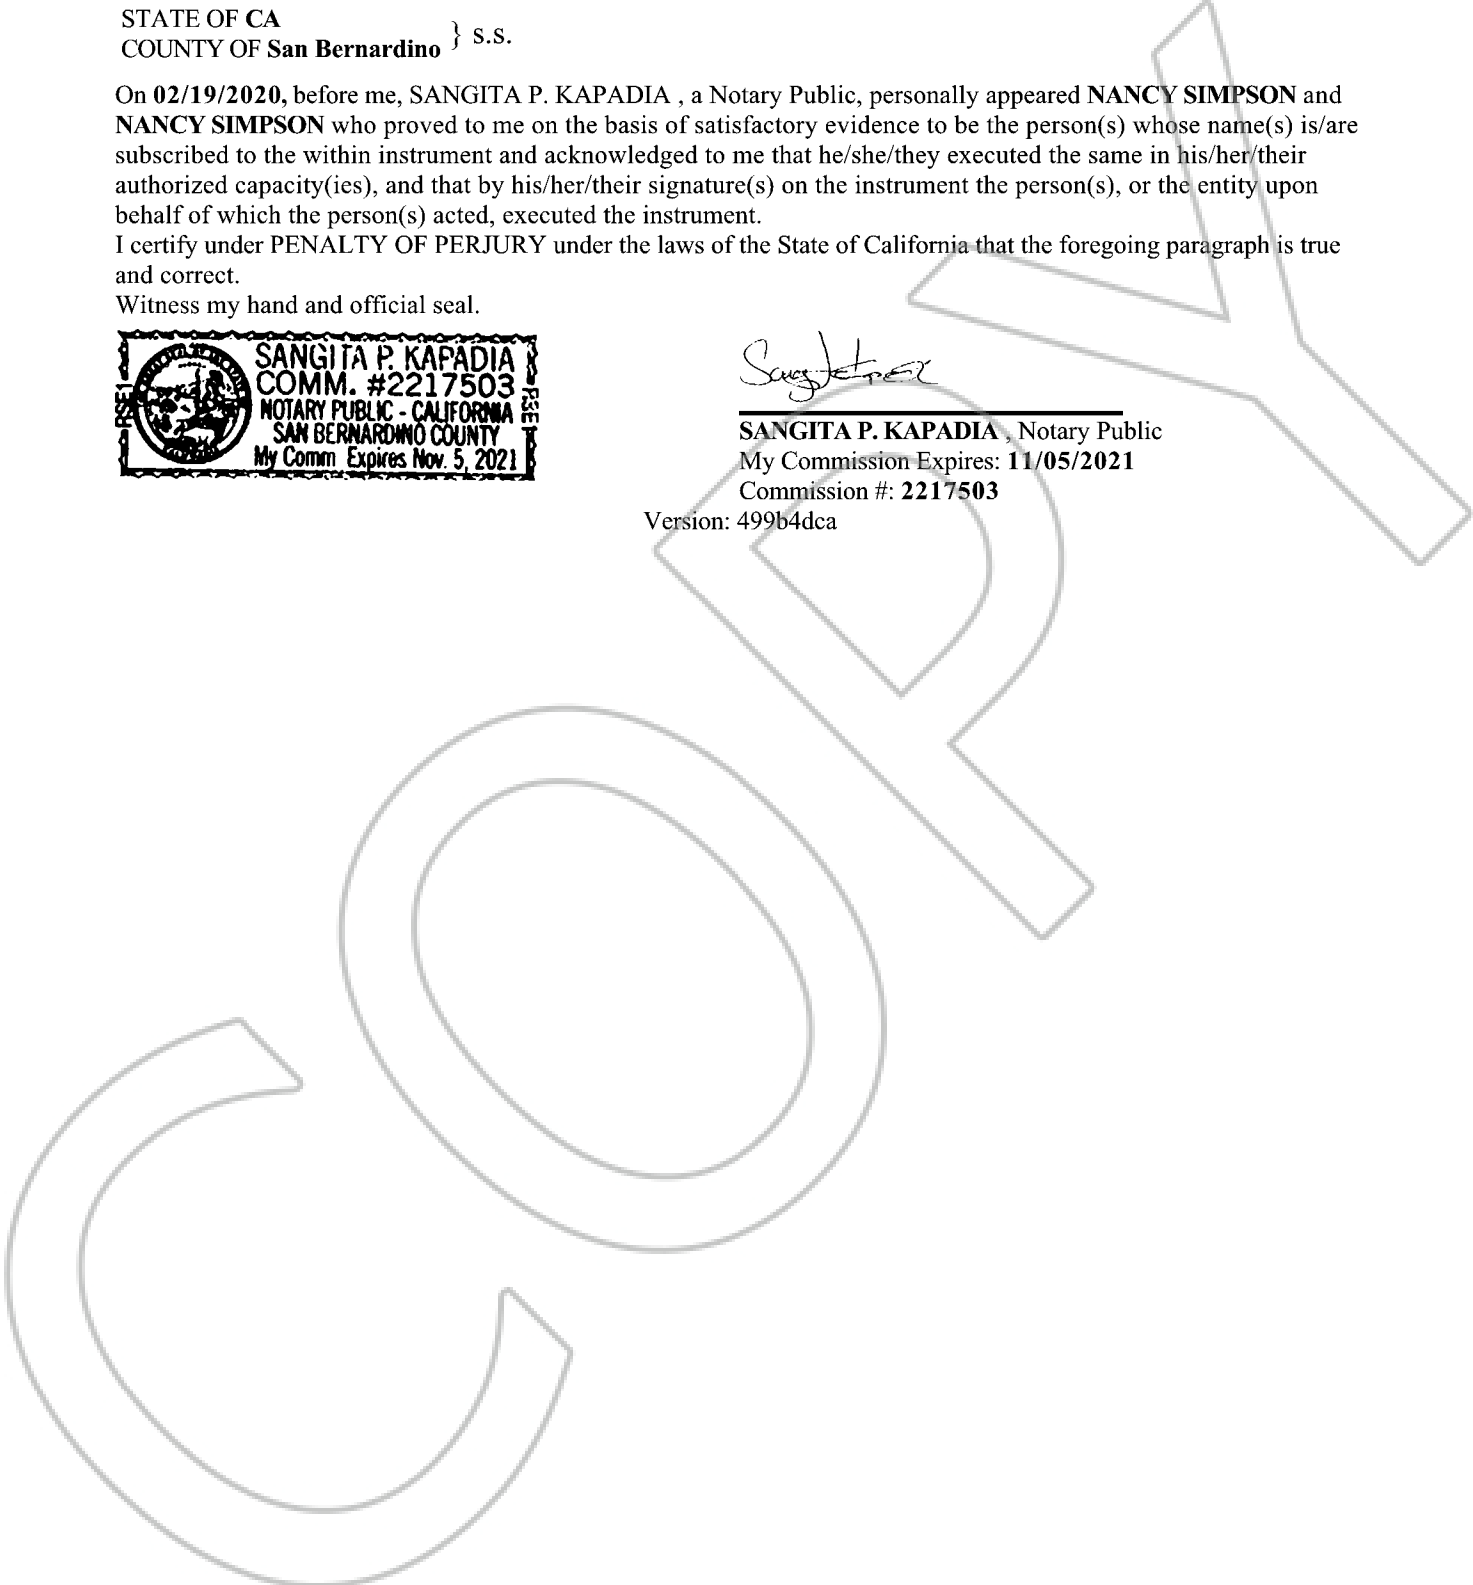 STATE OF CA
COUNTY OF San Bernardino } s.s.
On 02/19/2020, before me, SANGITA P. KAPADIA , a Notary Public, personally appeared NANCY SIMPSON and
NANCY SIMPSON who proved to me on the basis of satisfactory evidence to be the person(s) whose name(s) is/are
subscribed to the within instrument and acknowledged to me that he/she/they executed the same in his/her/their
authorized capacity(ies), and that by his/her/their signature(s) on the instrument the person(s), or the entity upon
behalf of which the person(s) acted, executed the instrument.
I certify under PENALTY OF PERJURY under the laws of the State of California that the foregoing paragraph is true
and correct.
Witness my hand and official seal.
SANGITA P. KAPADIA
COMM. #2217503
NOTARY PUBLIC - CALIFORNIA
SAN BERNARDINO COUNTY
My Comm Expires Nov. 5, 2021
SANGITA P. KAPADIA , Notary Public
My Commission Expires: 11/05/2021
Commission #: 2217503
Version: 499b4dca
COPY